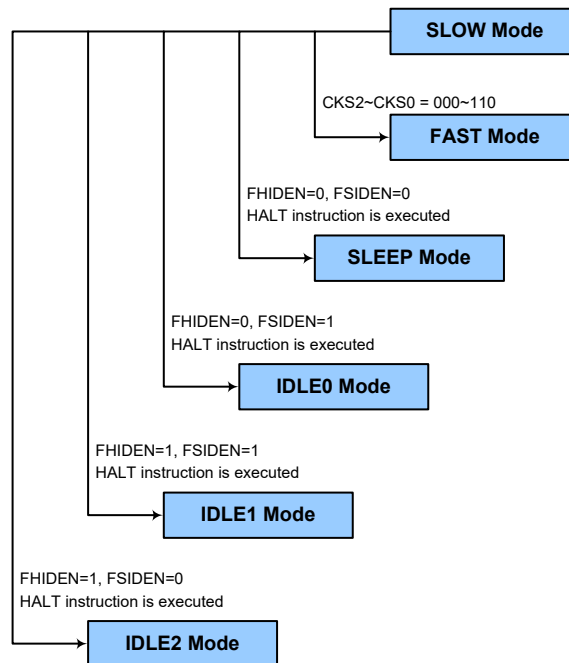 SLOW Mode
CKS2~CKS0 = 000~110
FAST Mode
FHIDEN=0, FSIDEN=0
HALT instruction is executed
SLEEP Mode
FHIDEN=0, FSIDEN=1
HALT instruction is executed
IDLE0 Mode
FHIDEN=1, FSIDEN=1
HALT instruction is executed
IDLE1 Mode
FHIDEN=1, FSIDEN=0
HALT instruction is executed
IDLE2 Mode